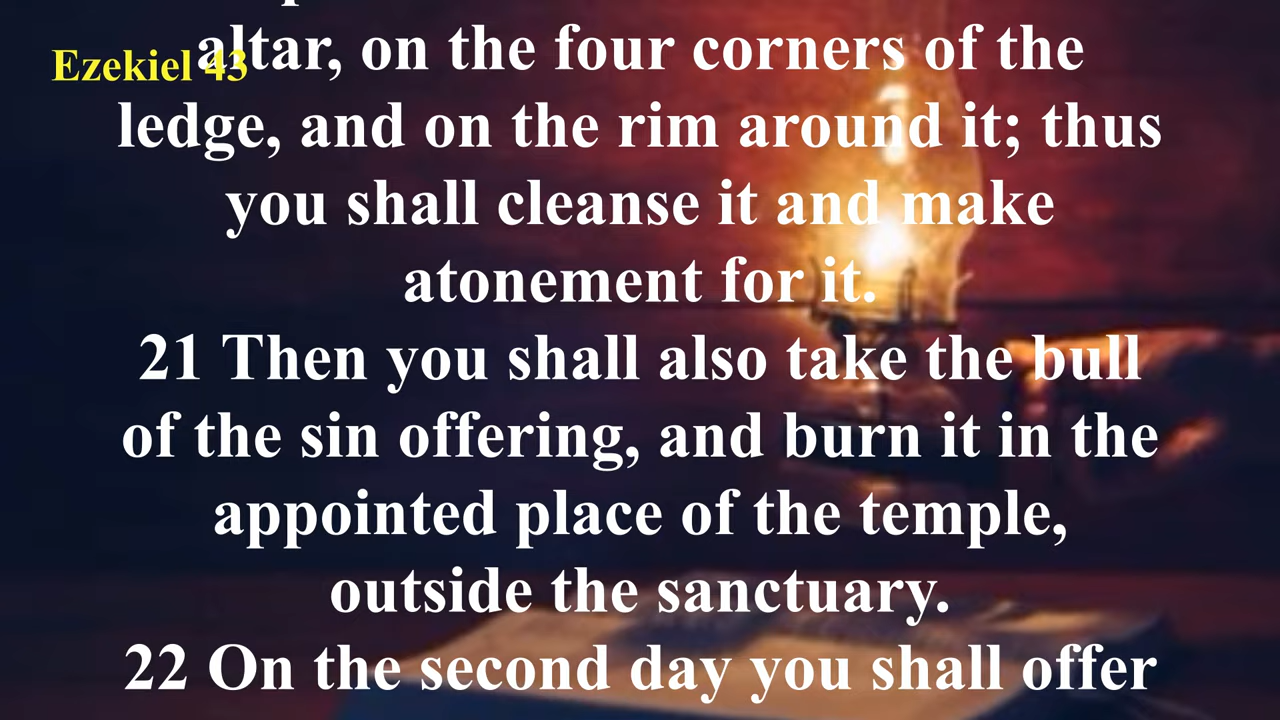 Ezekiel 43
altar, on the four corners of the
ledge, and on the rim around it; thus
you shall cleanse it and make
atonement for it.
21 Then you shall also take the bull
of the sin offering, and burn it in the
appointed place of the temple,
outside the sanctuary.
22 On the second day you shall offer